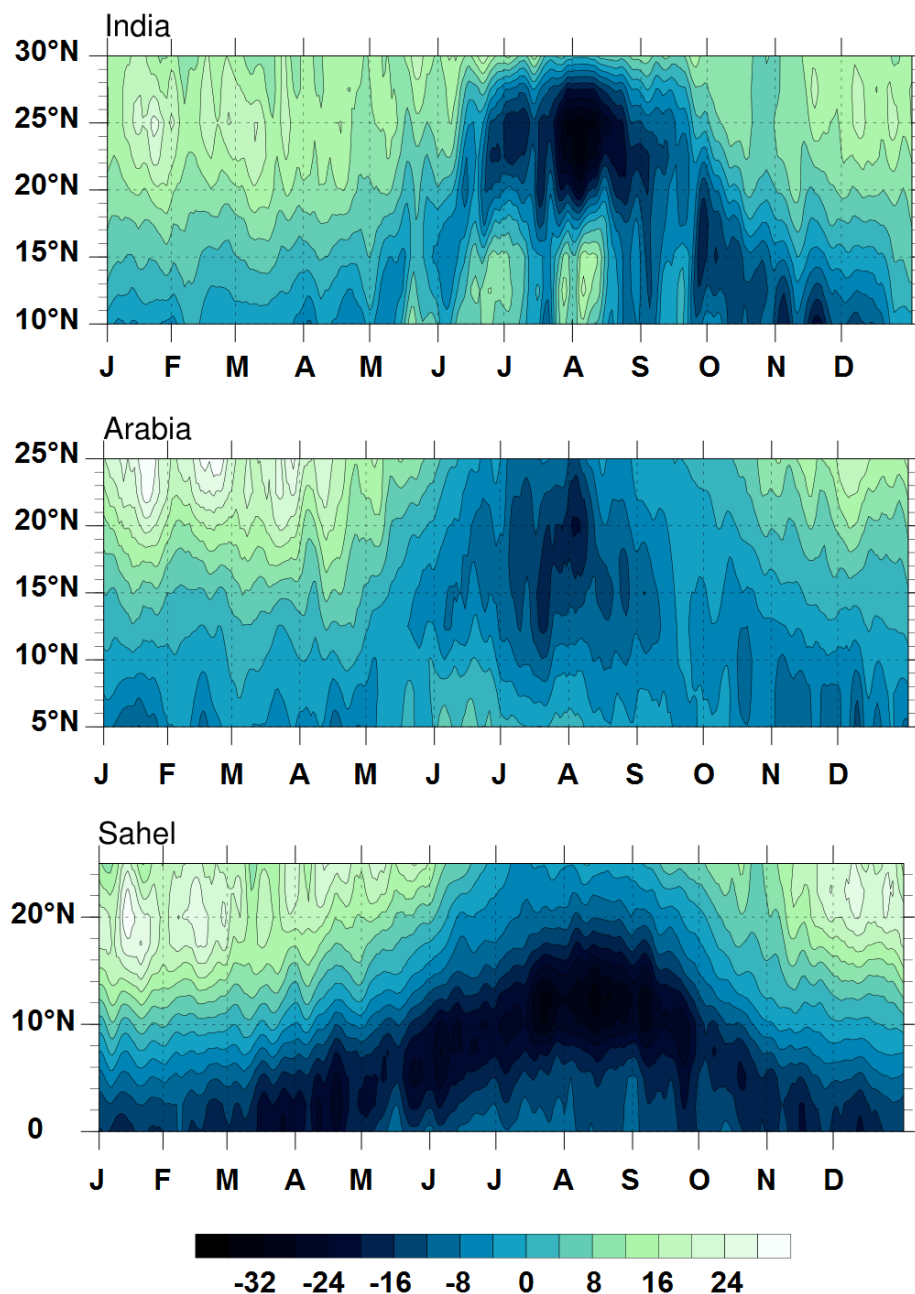 India
30°N
25°N
20°N
15°N
10°N
J F M A M J J A S O N D
Arabia
25°N
20°N
15°N
10°N
5°N
J F M A M J J A S O N D
Sahel
20°N
10°N
0
J F M A M J J A S O N D
-32 -24 -16 -8 0 8 16 24